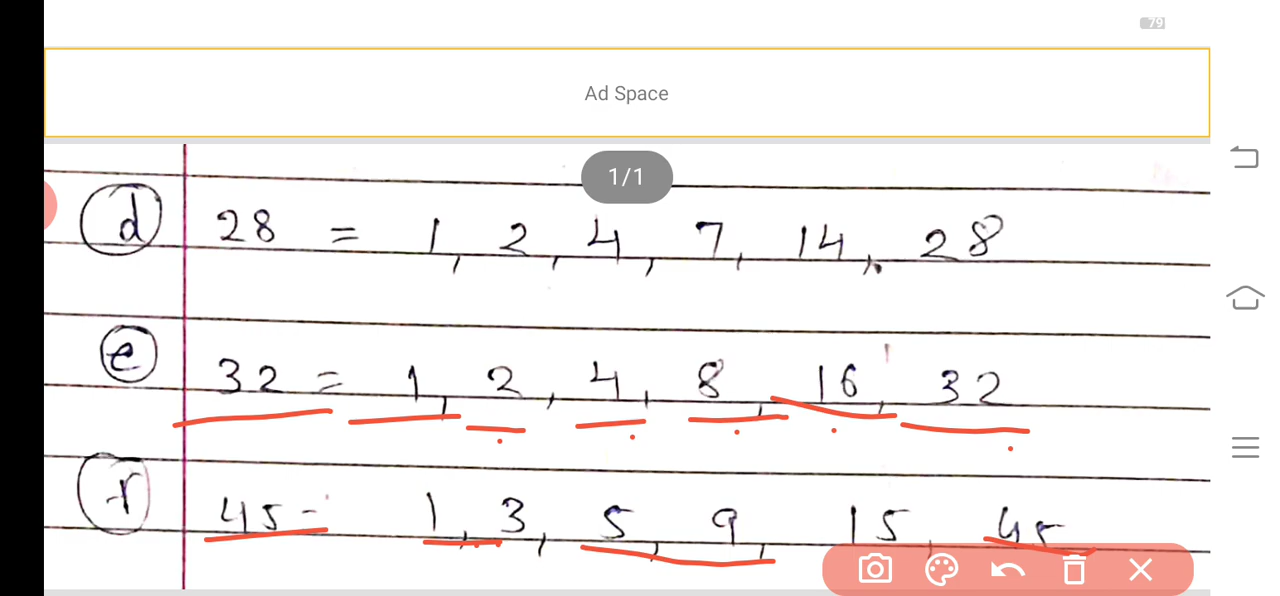 79
Ad Space
1/1
d 28 = 1, 2, 4, 7, 14, 28
e 32 = 1, 2, 4, 8, 16, 32
f 45 = 1, 3, 5, 9, 15, 45